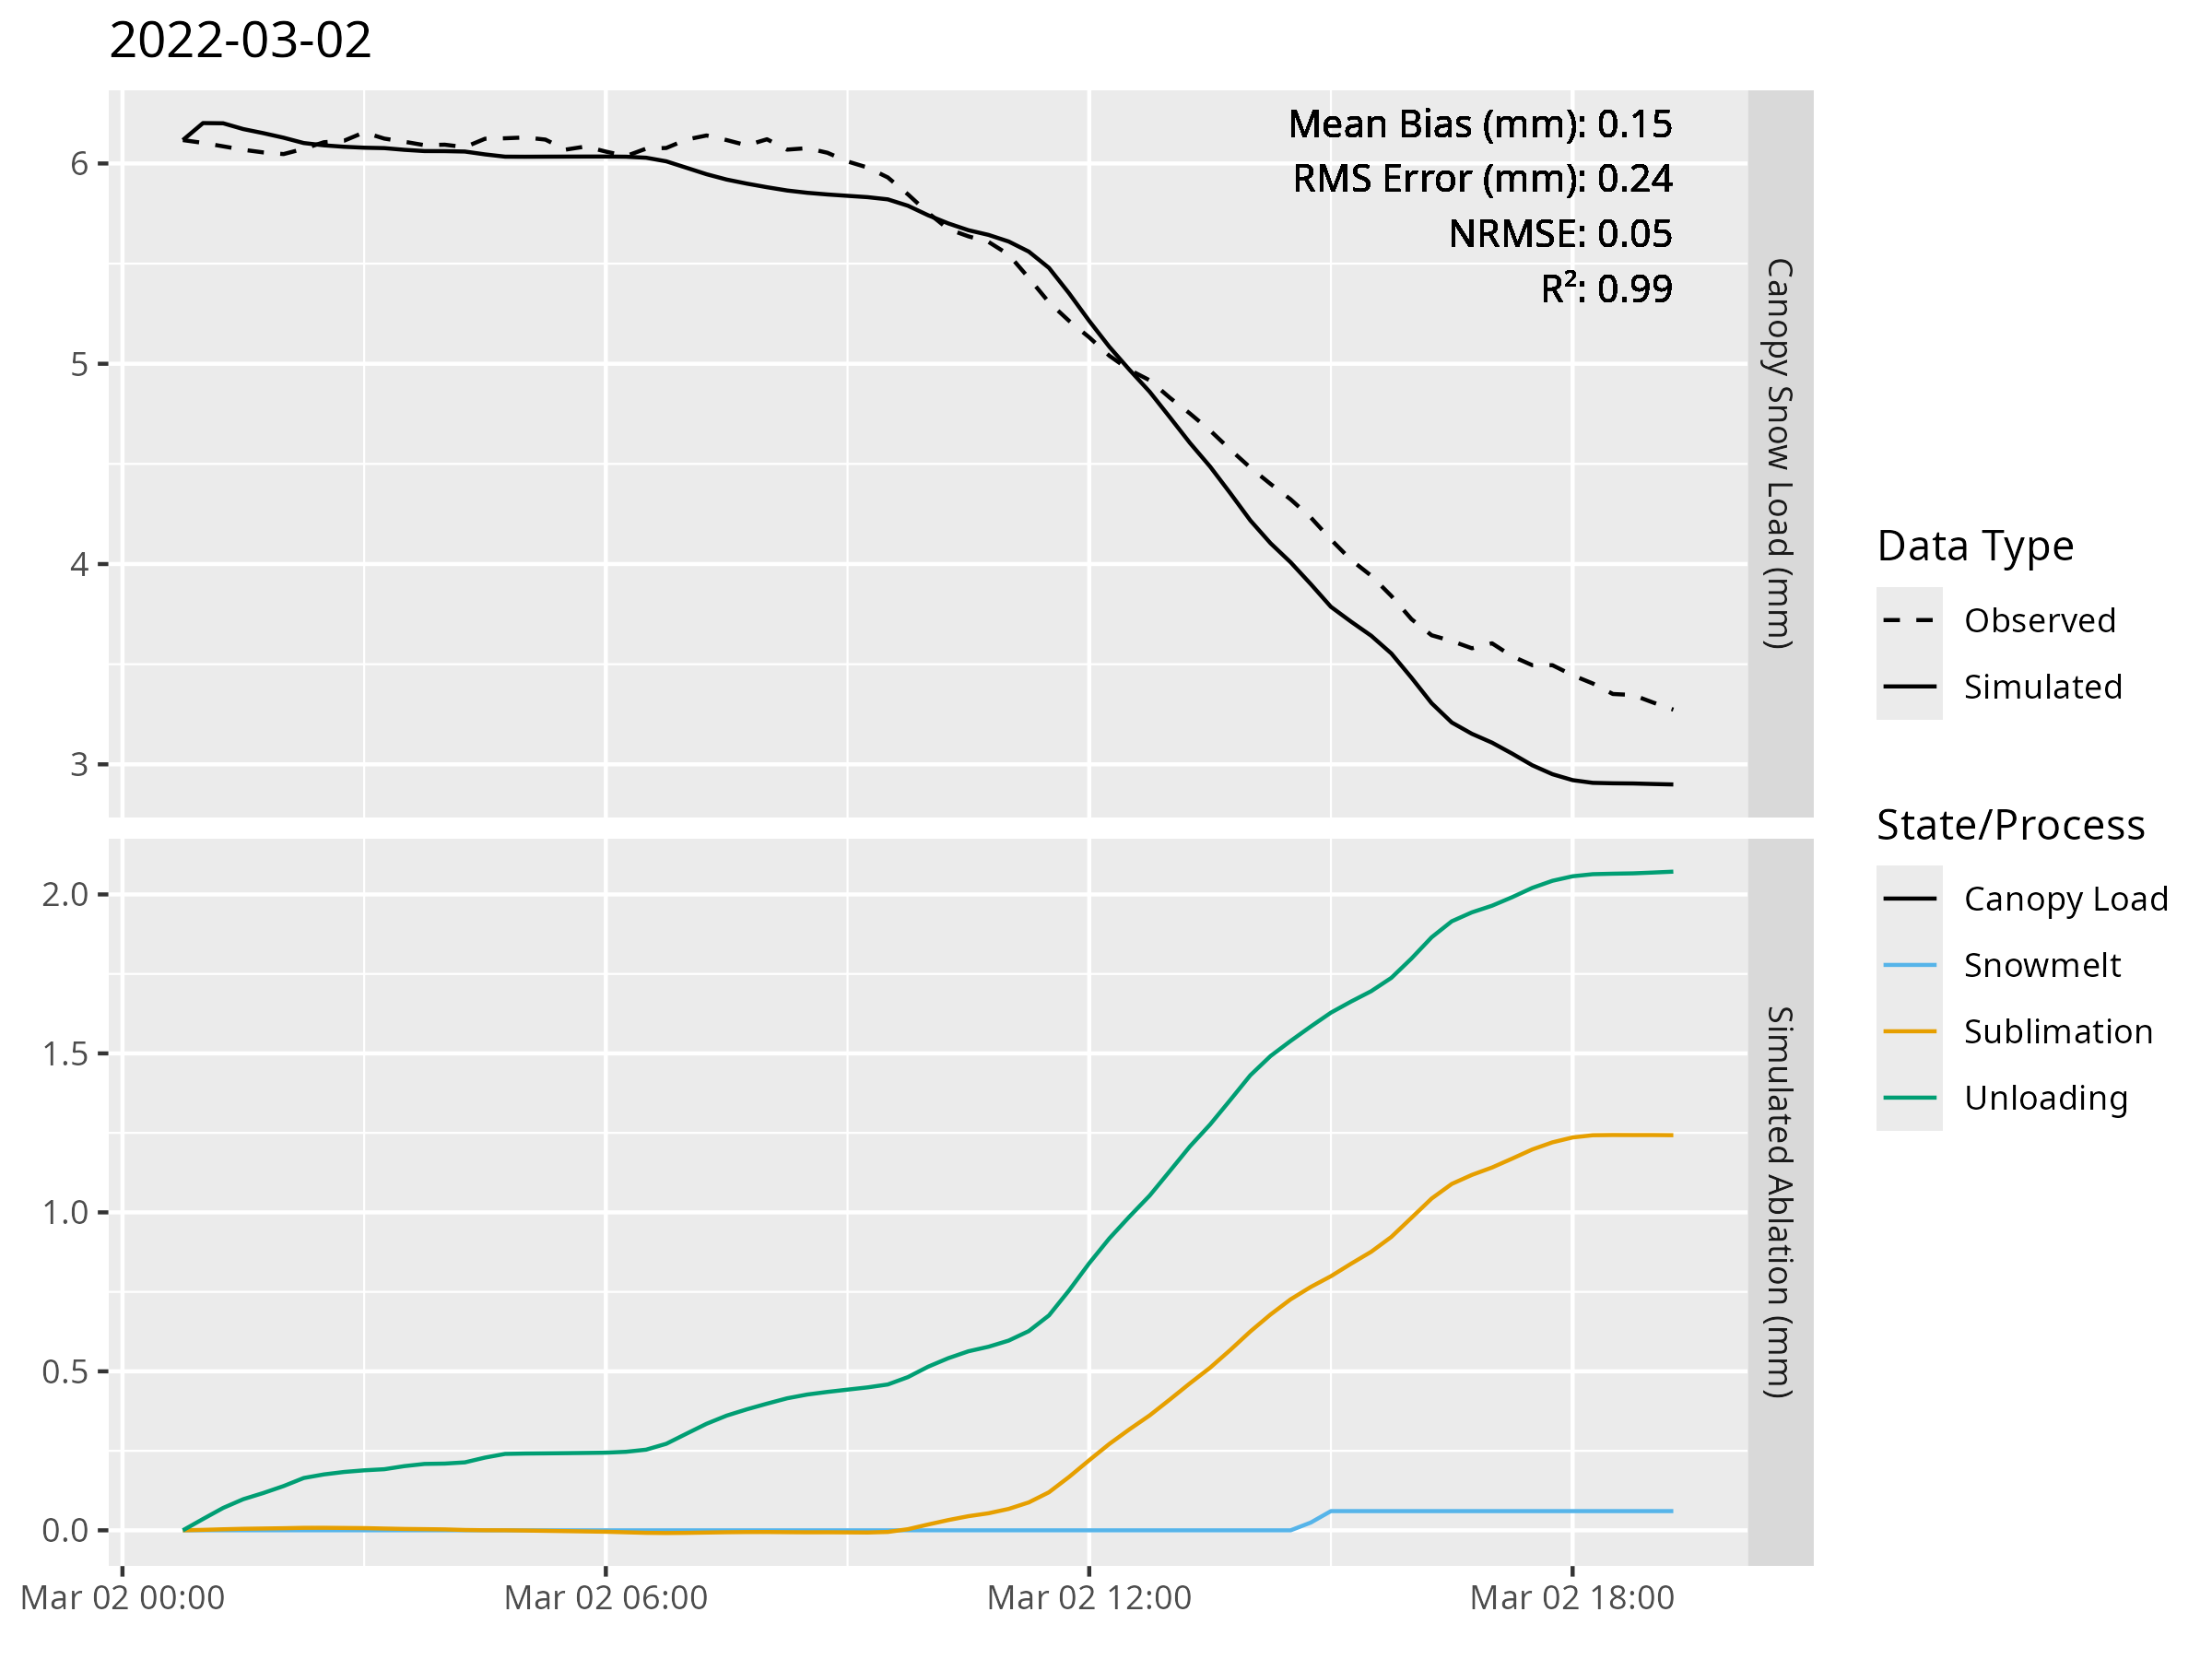 2022-03-02
Mean Bias (mm): 0.15
RMS Error (mm): 0.24
NRMSE: 0.05
R²: 0.99
6
5
4
3
Canopy Snow Load (mm)
2.0
1.5
1.0
0.5
0.0
Simulated Ablation (mm)
Mar 02 00:00
Mar 02 06:00
Mar 02 12:00
Mar 02 18:00
Data Type
Observed
Simulated
State/Process
Canopy Load
Snowmelt
Sublimation
Unloading